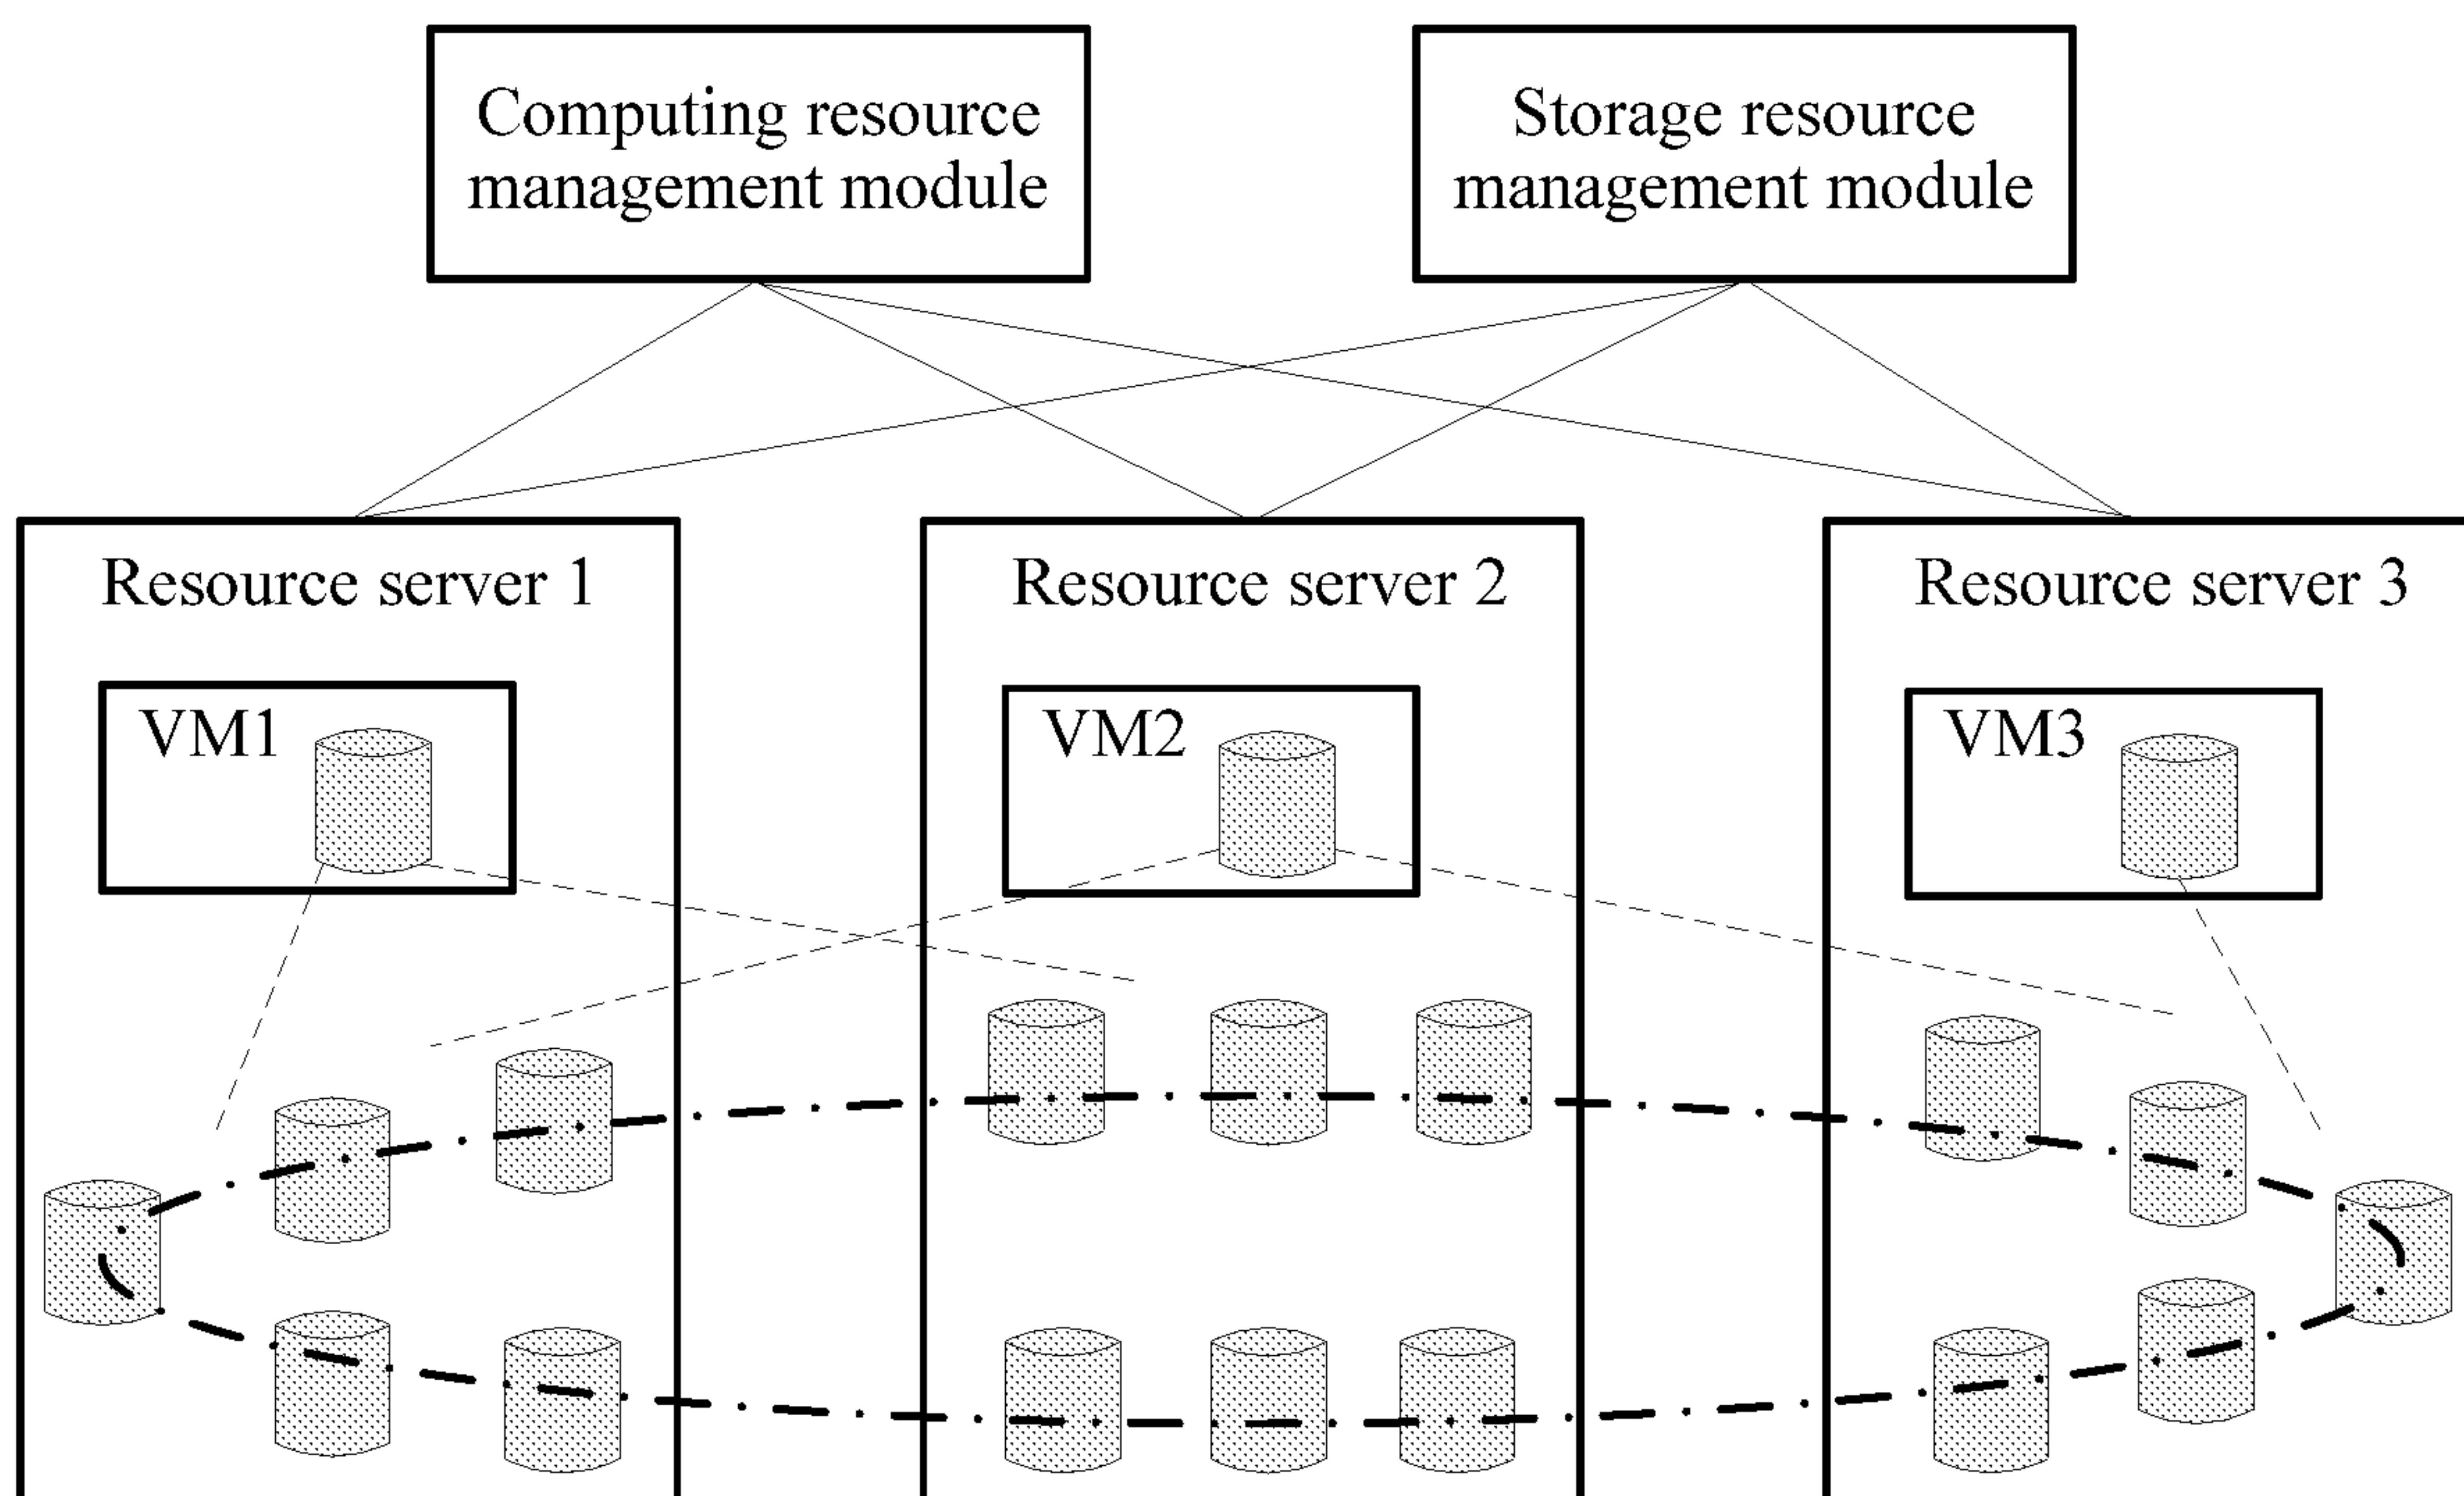 Computing resource
management module
Storage resource
management module
Resource server 1
Resource server 2
Resource server 3
VM1
VM2
VM3